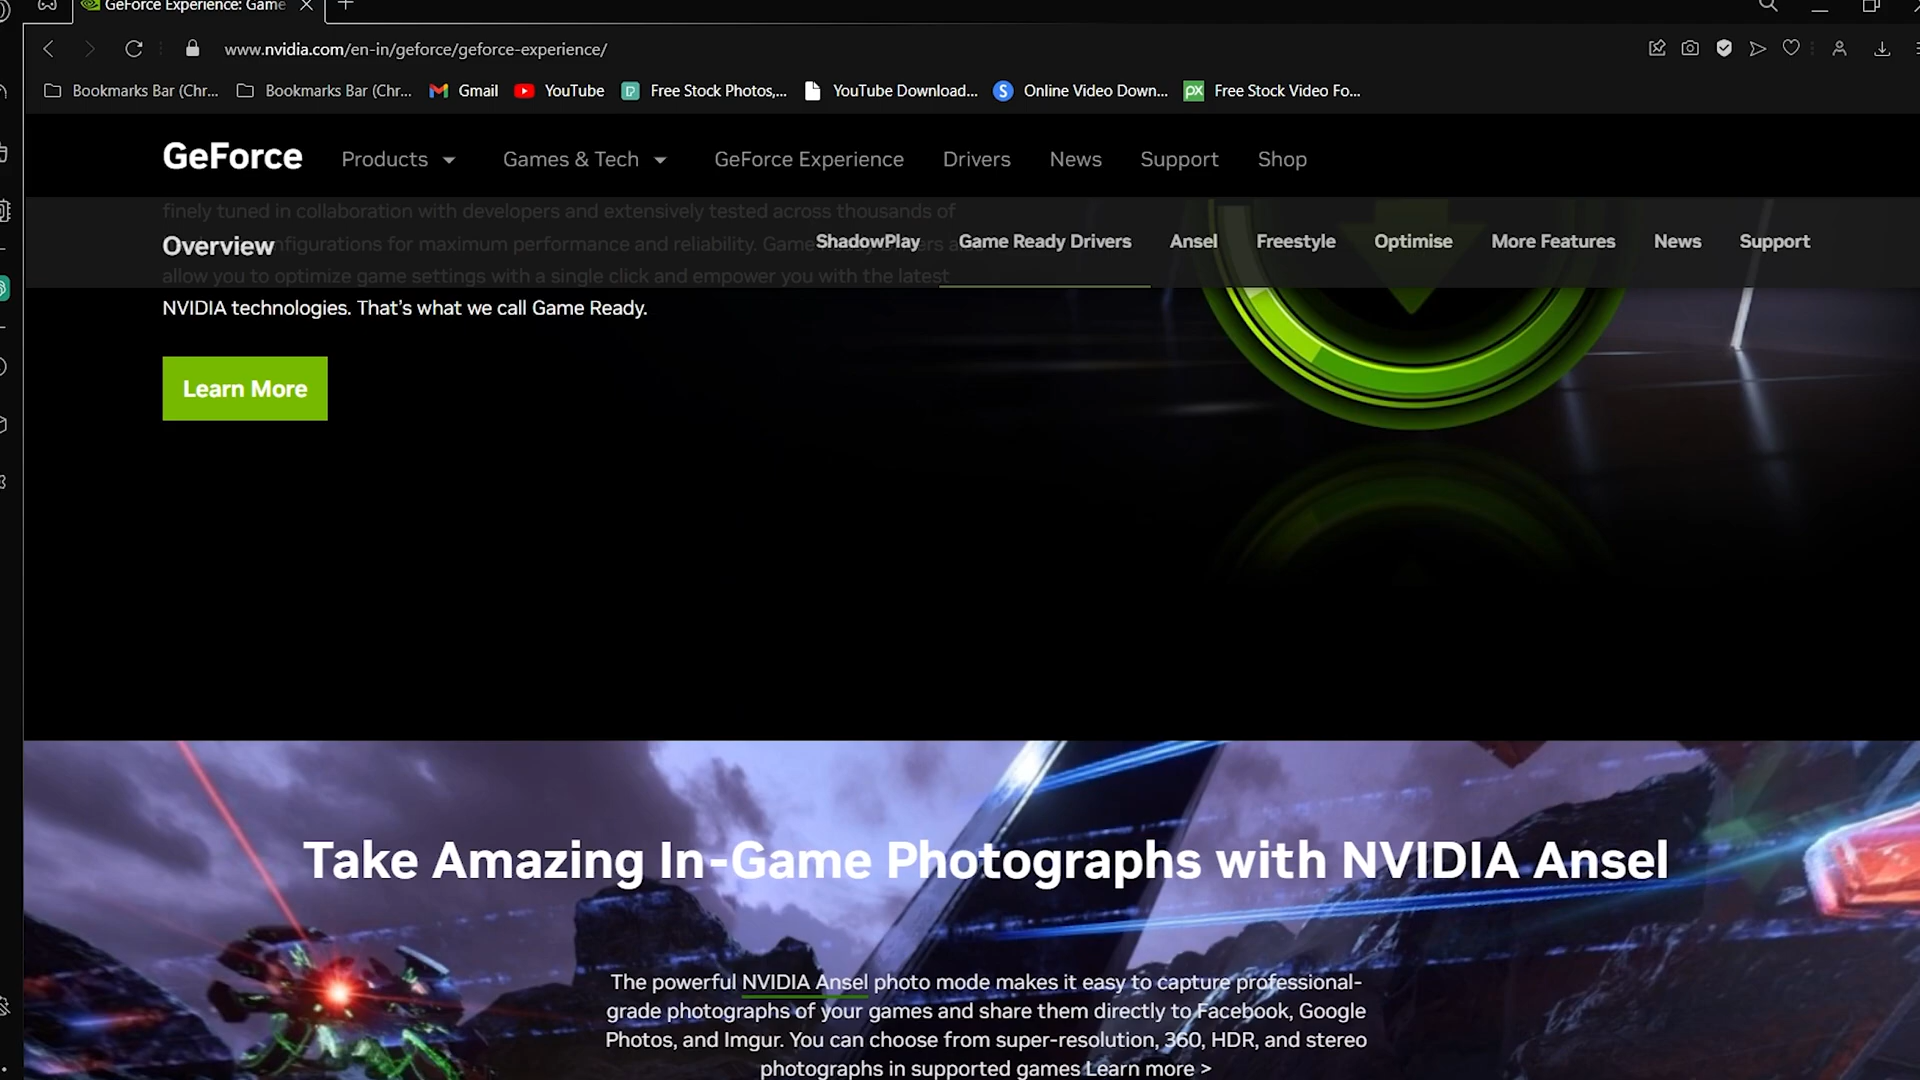 GeForce Experience: Game
www.nvidia.com/en-in/geforce/geforce-experience/
Bookmarks Bar (Chr... Bookmarks Bar (Chr... Gmail YouTube Free Stock Photos,... YouTube Download... Online Video Down... Free Stock Video Fo...
GeForce Products Games & Tech GeForce Experience Drivers News Support Shop
finely tuned in collaboration with developers and extensively tested across thousands of
Overview ShadowPlay Game Ready Drivers Ansel Freestyle Optimise More Features News Support
nfigurations for maximum performance and reliability. Game
allow you to optimize game settings with a single click and empower you with the latest
NVIDIA technologies. That's what we call Game Ready.
Learn More
Take Amazing In-Game Photographs with NVIDIA Ansel
The powerful NVIDIA Ansel photo mode makes it easy to capture professional-
grade photographs of your games and share them directly to Facebook, Google
Photos, and Imgur. You can choose from super-resolution, 360, HDR, and stereo
photographs in supported games Learn more >